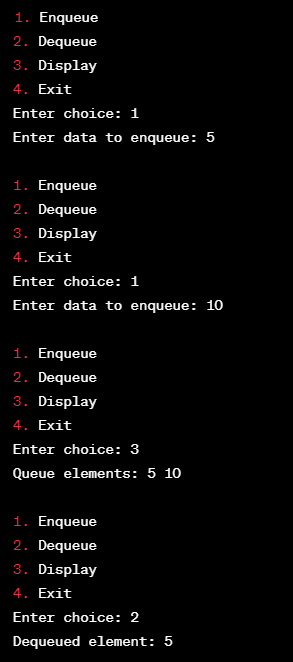 1. Enqueue
2. Dequeue
3. Display
4. Exit
Enter choice: 1
Enter data to enqueue: 5
1. Enqueue
2. Dequeue
3. Display
4. Exit
Enter choice: 1
Enter data to enqueue: 10
1. Enqueue
2. Dequeue
3. Display
4. Exit
Enter choice: 3
Queue elements: 5 10
1. Enqueue
2. Dequeue
3. Display
4. Exit
Enter choice: 2
Dequeued element: 5